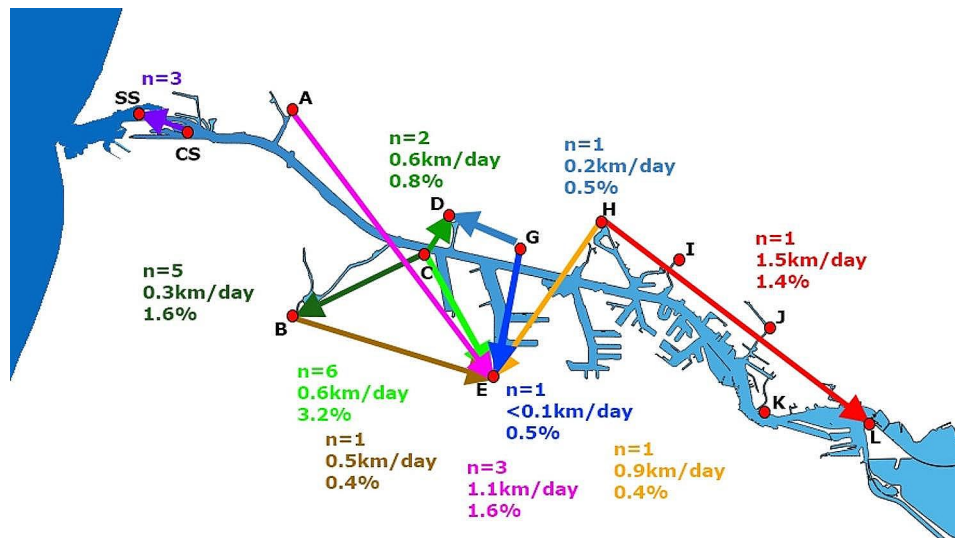 n=3
SS
CS
A
n=2
0.6km/day
0.8%
n=1
0.2km/day
0.5%
D
H
G
I
C
n=1
1.5km/day
1.4%
n=5
0.3km/day
1.6%
B
J
E
K
L
n=6
0.6km/day
3.2%
n=1
<0.1km/day
0.5%
n=1
0.5km/day
0.4%
n=3
1.1km/day
1.6%
n=1
0.9km/day
0.4%